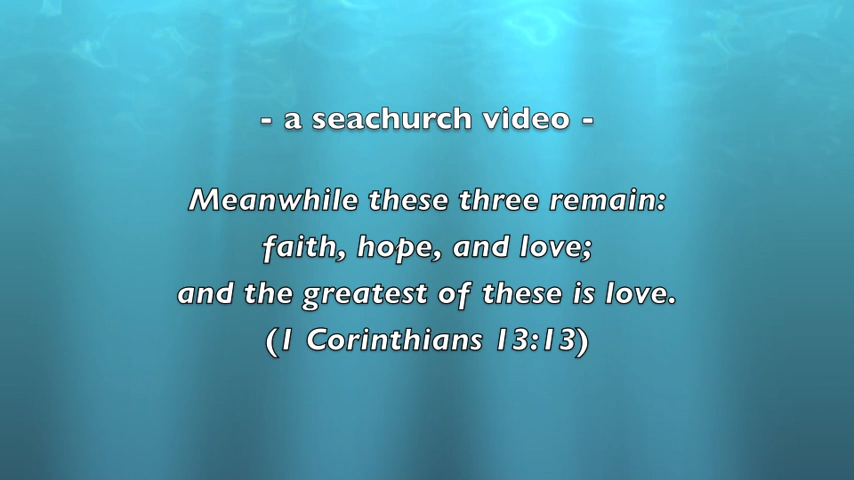 - a seachurch video -
Meanwhile these three remain:
faith, hope, and love;
and the greatest of these is love.
(1 Corinthians 13:13)